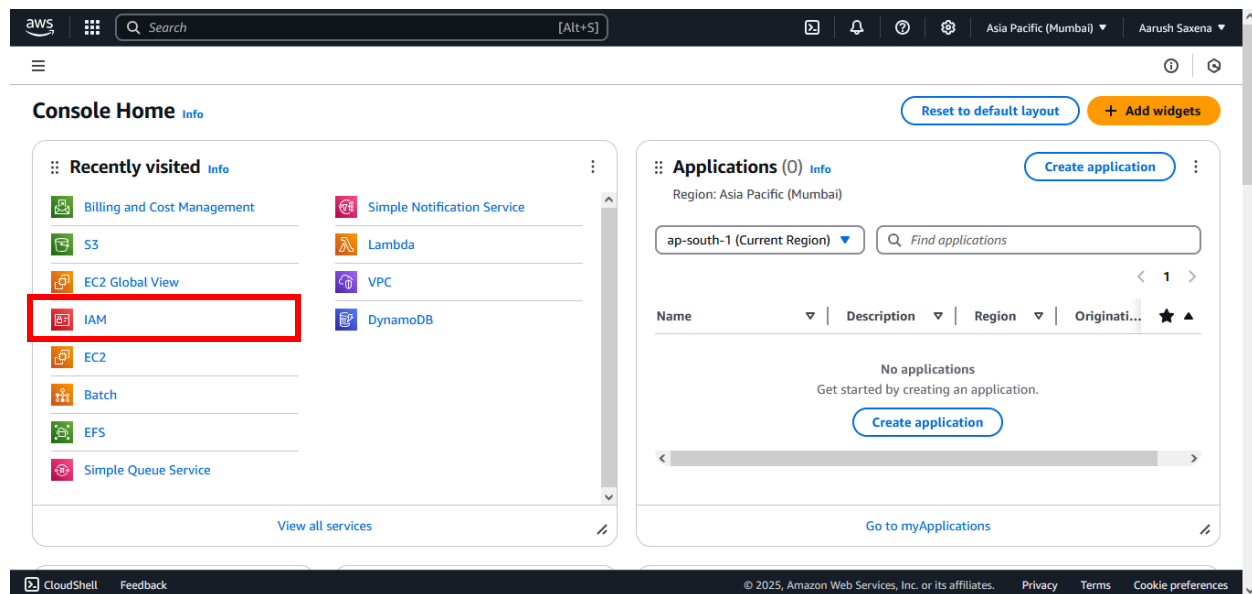 aws Search [Alt+S] Asia Pacific (Mumbai) Aarush Saxena
Console Home Info Reset to default layout + Add widgets
Recently visited Info
Billing and Cost Management
S3
EC2 Global View
IAM
EC2
Batch
EFS
Simple Queue Service
Simple Notification Service
Lambda
VPC
DynamoDB
View all services
Applications (0) Info Create application
Region: Asia Pacific (Mumbai)
ap-south-1 (Current Region) Find applications
1
Name Description Region Originati...
No applications
Get started by creating an application.
Create application
Go to myApplications
CloudShell Feedback © 2025, Amazon Web Services, Inc. or its affiliates. Privacy Terms Cookie preferences